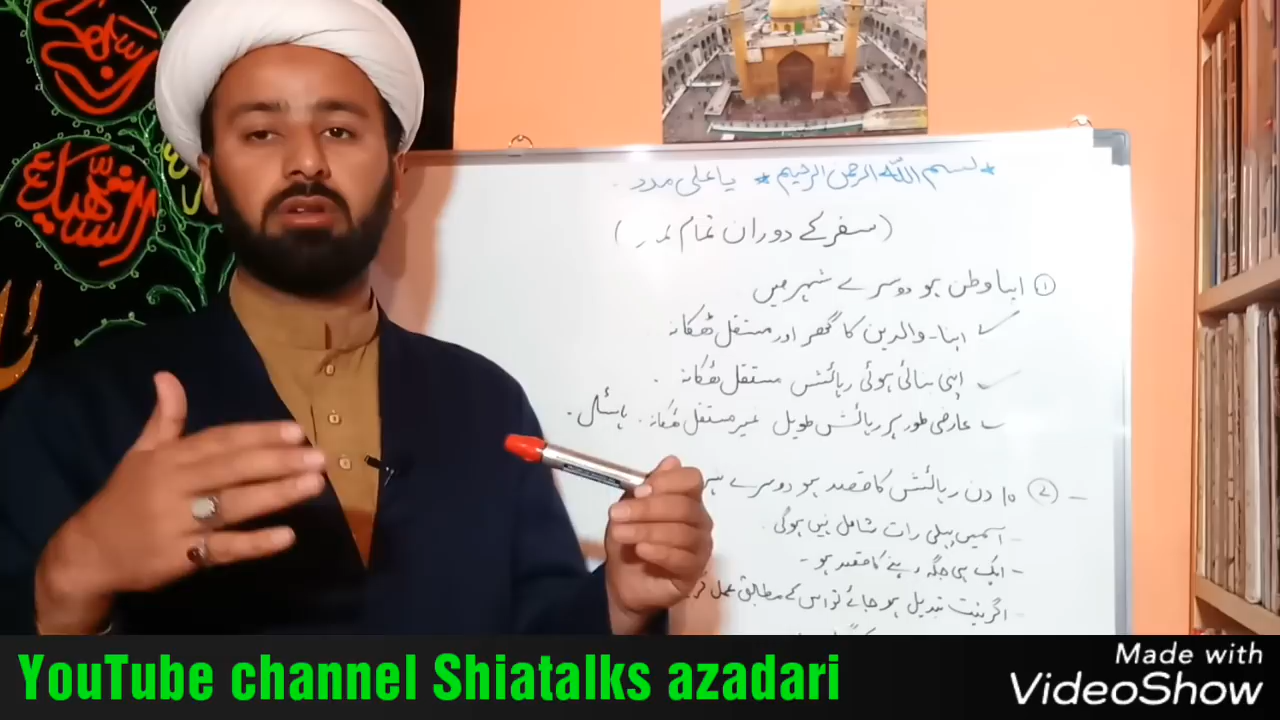 بسم اللہ الرحمن الرحیم * یا علی مدد *
(سفر کے دوران تمام نماز)
① اپنا وطن ہو دوسرے شہر میں
اپنا۔ والدین کا گھر اور مستقل ٹھکانہ
اپنی بنائی ہوئی رہائش مستقل ٹھکانہ
عارضی طور پر رہائش طویل غیر مستقل ٹھکانہ۔ ہاسٹل۔
② ۱۰ دن رہائش کا قصد ہو دوسرے
اسمیں پہلی رات شامل نہیں ہوگی
ایک ہی جگہ رہنے کا قصد ہو
اگر نیت تبدیل ہو جائے تو اس کے مطابق عمل
YouTube channel Shiatalks azadari
Made with
VideoShow